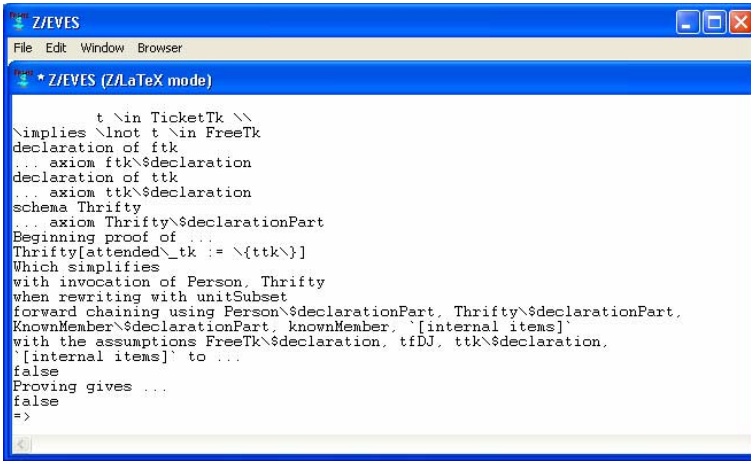 Z/EVES
File Edit Window Browser
* Z/EVES (Z/LaTeX mode)
t \in TicketTk \\
\implies \lnot t \in FreeTk
declaration of ftk
... axiom ftk\$declaration
declaration of ttk
... axiom ttk\$declaration
schema Thrifty
... axiom Thrifty\$declarationPart
Beginning proof of ...
Thrifty[attended\_tk := \{ttk\}]
Which simplifies
with invocation of Person, Thrifty
when rewriting with unitSubset
forward chaining using Person\$declarationPart, Thrifty\$declarationPart,
KnownMember\$declarationPart, knownMember, `[internal items]`
with the assumptions FreeTk\$declaration, tfDJ, ttk\$declaration,
`[internal items]` to ...
false
Proving gives ...
false
=>